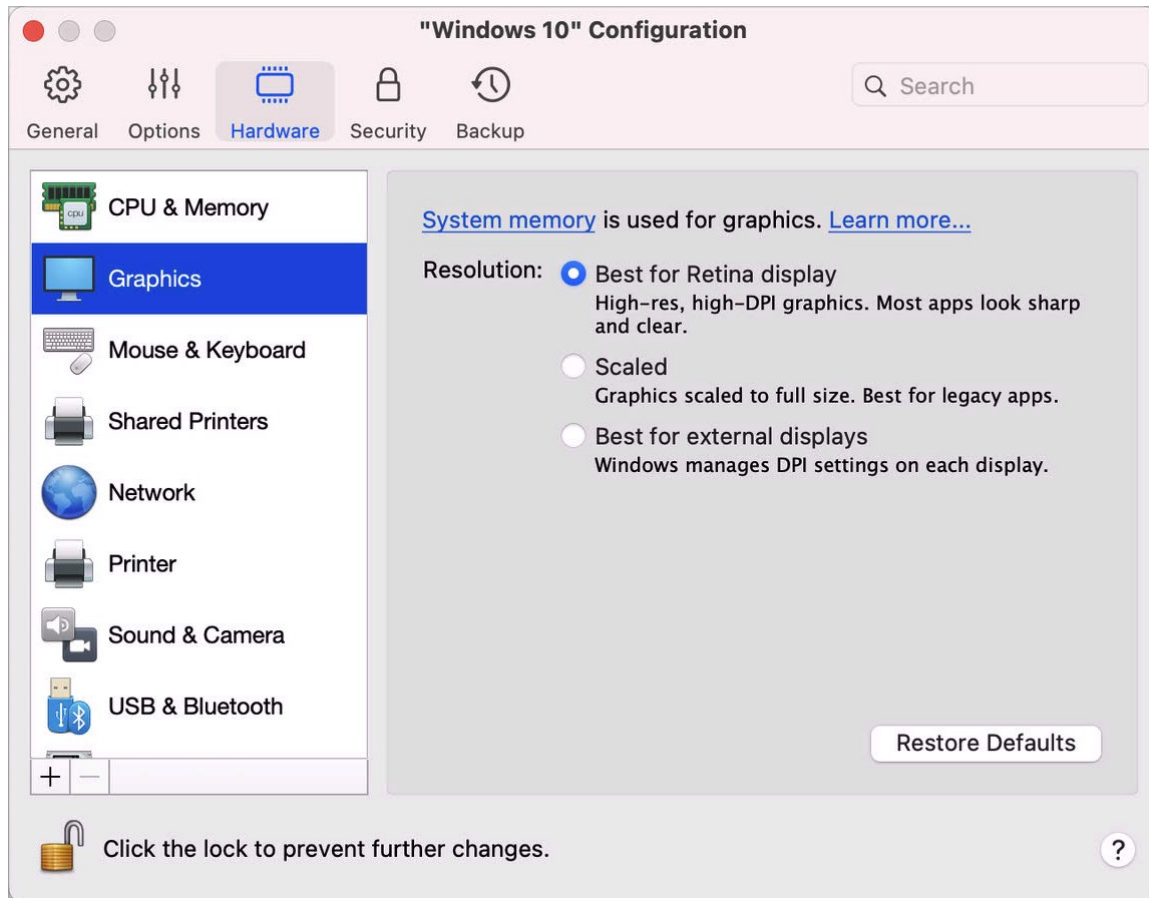 "Windows 10" Configuration
General Options Hardware Security Backup
Search
CPU & Memory
Graphics
Mouse & Keyboard
Shared Printers
Network
Printer
Sound & Camera
USB & Bluetooth
System memory is used for graphics. Learn more...
Resolution: Best for Retina display
High-res, high-DPI graphics. Most apps look sharp
and clear.
Scaled
Graphics scaled to full size. Best for legacy apps.
Best for external displays
Windows manages DPI settings on each display.
Restore Defaults
Click the lock to prevent further changes.
?